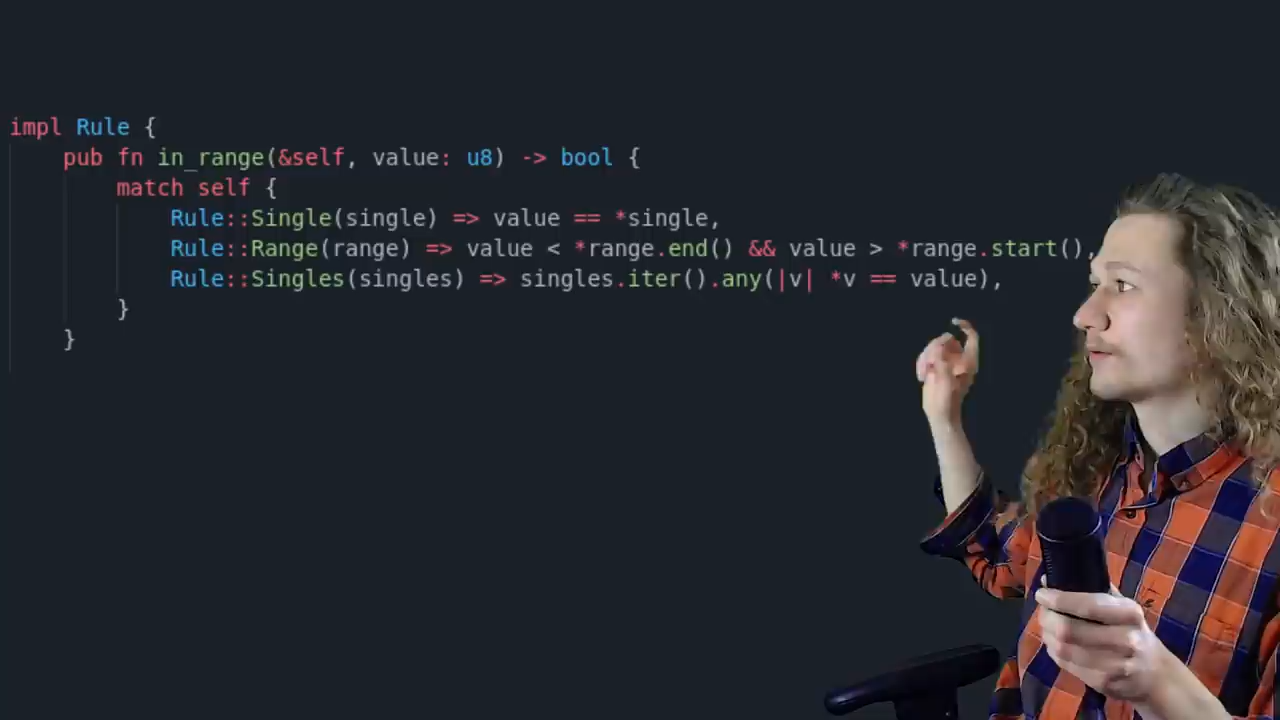 impl Rule {
    pub fn in_range(&self, value: u8) -> bool {
        match self {
            Rule::Single(single) => value == *single,
            Rule::Range(range) => value < *range.end() && value > *range.start(),
            Rule::Singles(singles) => singles.iter().any(|v| *v == value),
        }
    }